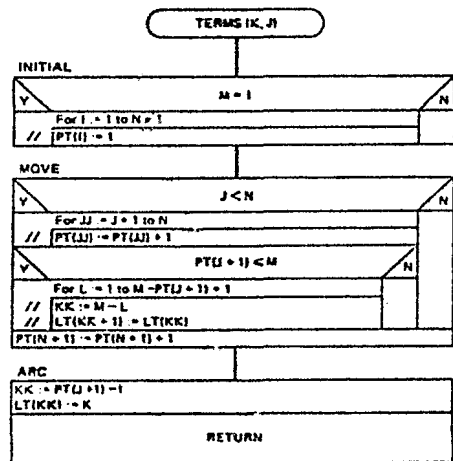 TERMS (K, J)
INITIAL
Y M = 1 N
For I := 1 to N + 1
// PT(I) := 1
MOVE
Y J < N N
For JJ := J + 1 to N
// PT(JJ) := PT(JJ) + 1
Y PT(J + 1) ≤ M N
For L := 1 to M - PT(J + 1) + 1
// KK := M - L
// LT(KK + 1) := LT(KK)
PT(N + 1) := PT(N + 1) + 1
ARC
KK := PT(J + 1) - 1
LT(KK) := K
RETURN